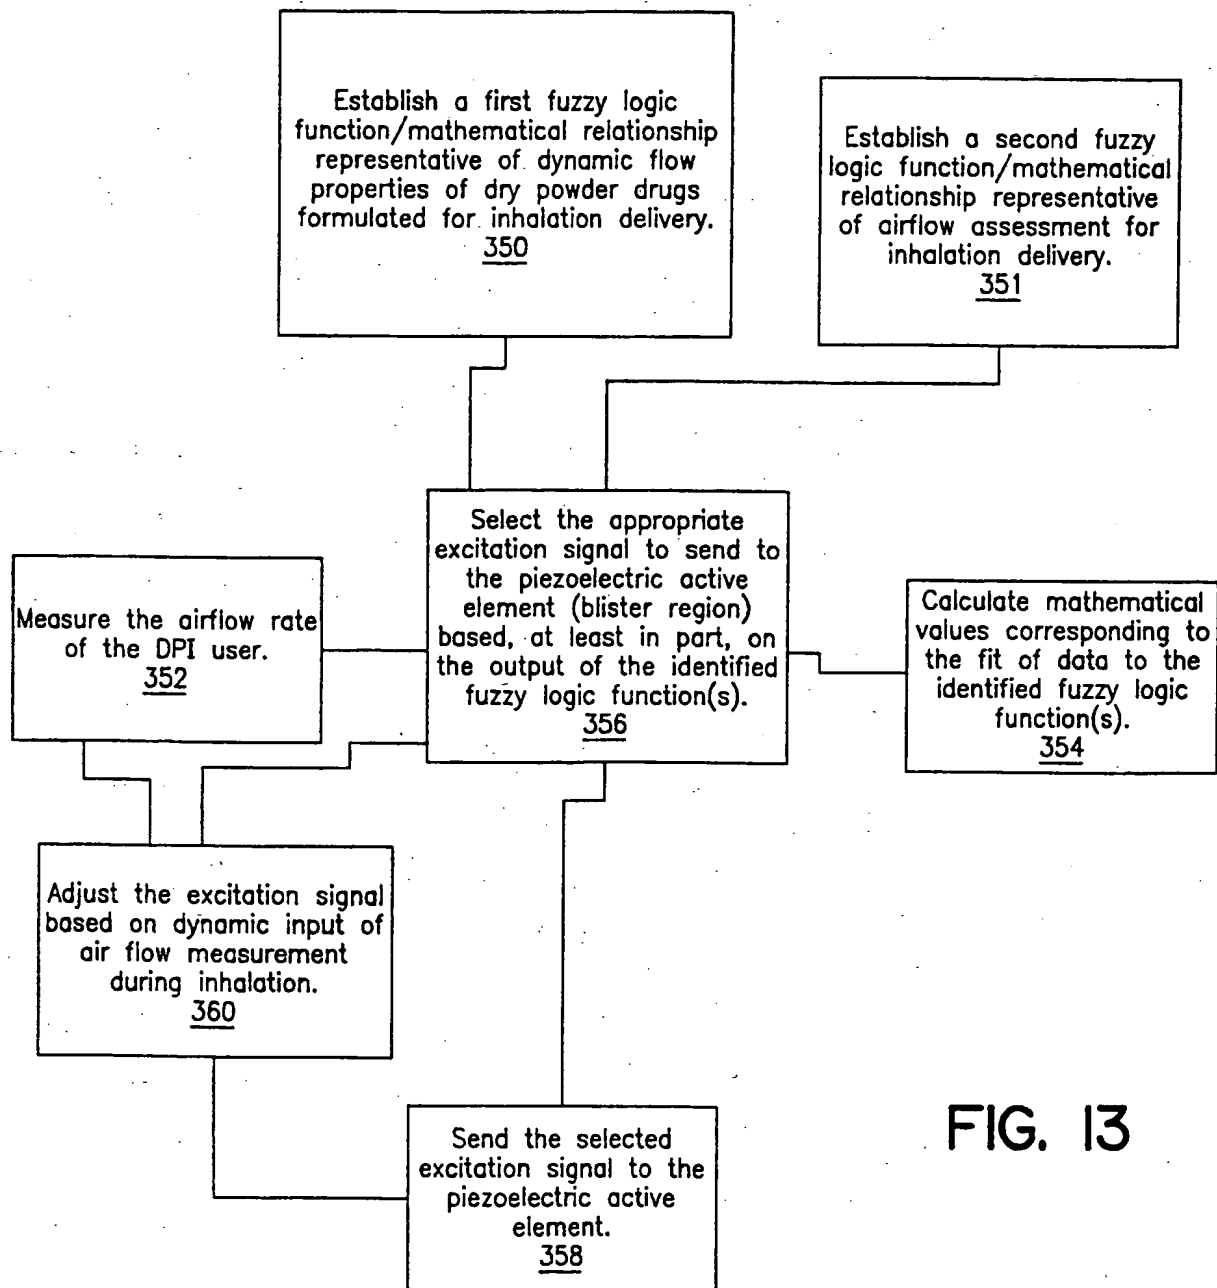 Establish a first fuzzy logic
function/mathematical relationship
representative of dynamic flow
properties of dry powder drugs
formulated for inhalation delivery.
350
Establish a second fuzzy
logic function/mathematical
relationship representative
of airflow assessment for
inhalation delivery.
351
Select the appropriate
excitation signal to send to
the piezoelectric active
element (blister region)
based, at least in part, on
the output of the identified
fuzzy logic function(s).
356
Measure the airflow rate
of the DPI user.
352
Calculate mathematical
values corresponding to
the fit of data to the
identified fuzzy logic
function(s).
354
Adjust the excitation signal
based on dynamic input of
air flow measurement
during inhalation.
360
Send the selected
excitation signal to the
piezoelectric active
element.
358
FIG. 13